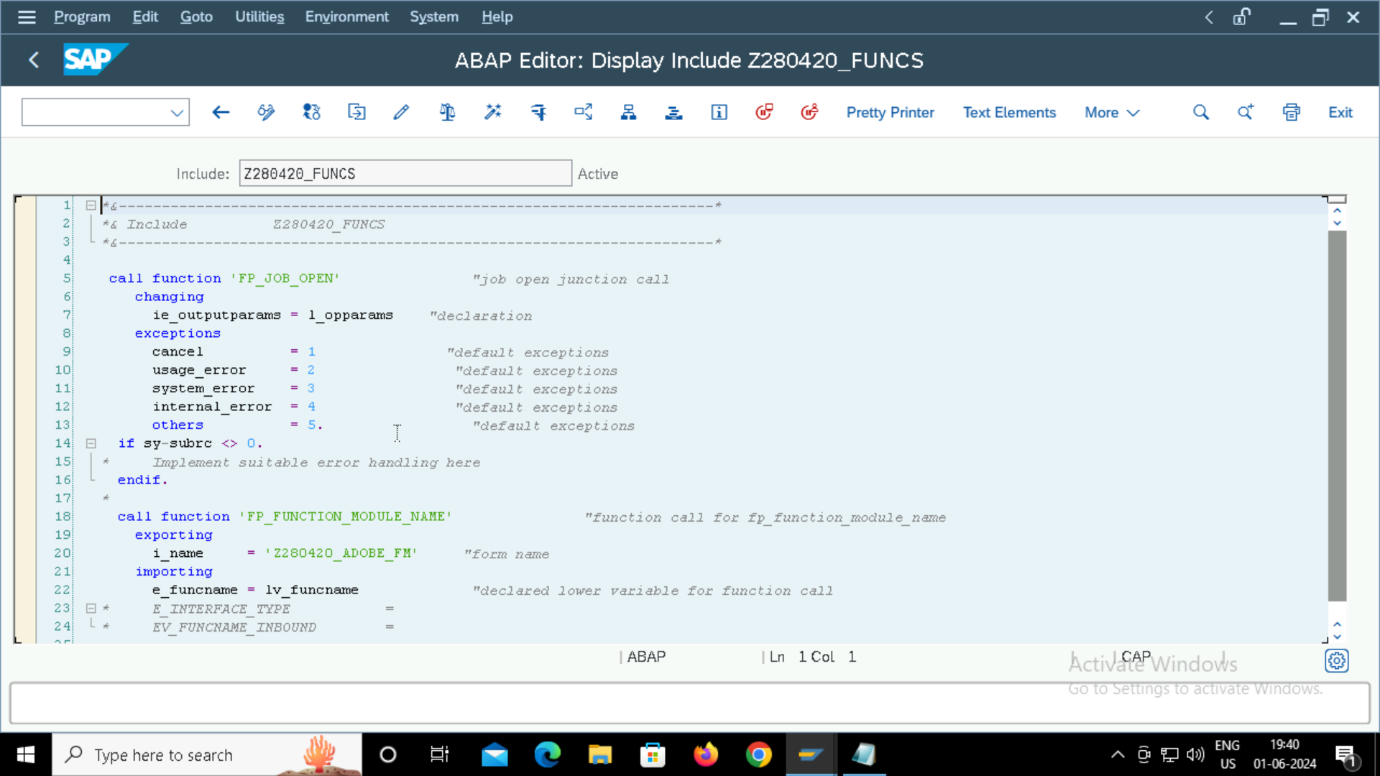 Program Edit Goto Utilities Environment System Help
SAP ABAP Editor: Display Include Z280420_FUNCS
Pretty Printer Text Elements More Exit
Include: Z280420_FUNCS Active
1 *&---------------------------------------------------------------------*
2 *& Include Z280420_FUNCS
3 *&---------------------------------------------------------------------*
4
5 call function 'FP_JOB_OPEN' "job open junction call
6 changing
7 ie_outputparams = l_opparams "declaration
8 exceptions
9 cancel = 1 "default exceptions
10 usage_error = 2 "default exceptions
11 system_error = 3 "default exceptions
12 internal_error = 4 "default exceptions
13 others = 5. "default exceptions
14 if sy-subrc <> 0.
15 * Implement suitable error handling here
16 endif.
17 *
18 call function 'FP_FUNCTION_MODULE_NAME' "function call for fp_function_module_name
19 exporting
20 i_name = 'Z280420_ADOBE_FM' "form name
21 importing
22 e_funcname = lv_funcname "declared lower variable for function call
23 * E_INTERFACE_TYPE =
24 * EV_FUNCNAME_INBOUND =
ABAP Ln 1 Col 1 CAP
Activate Windows
Go to Settings to activate Windows.
Type here to search
ENG
US
19:40
01-06-2024
1